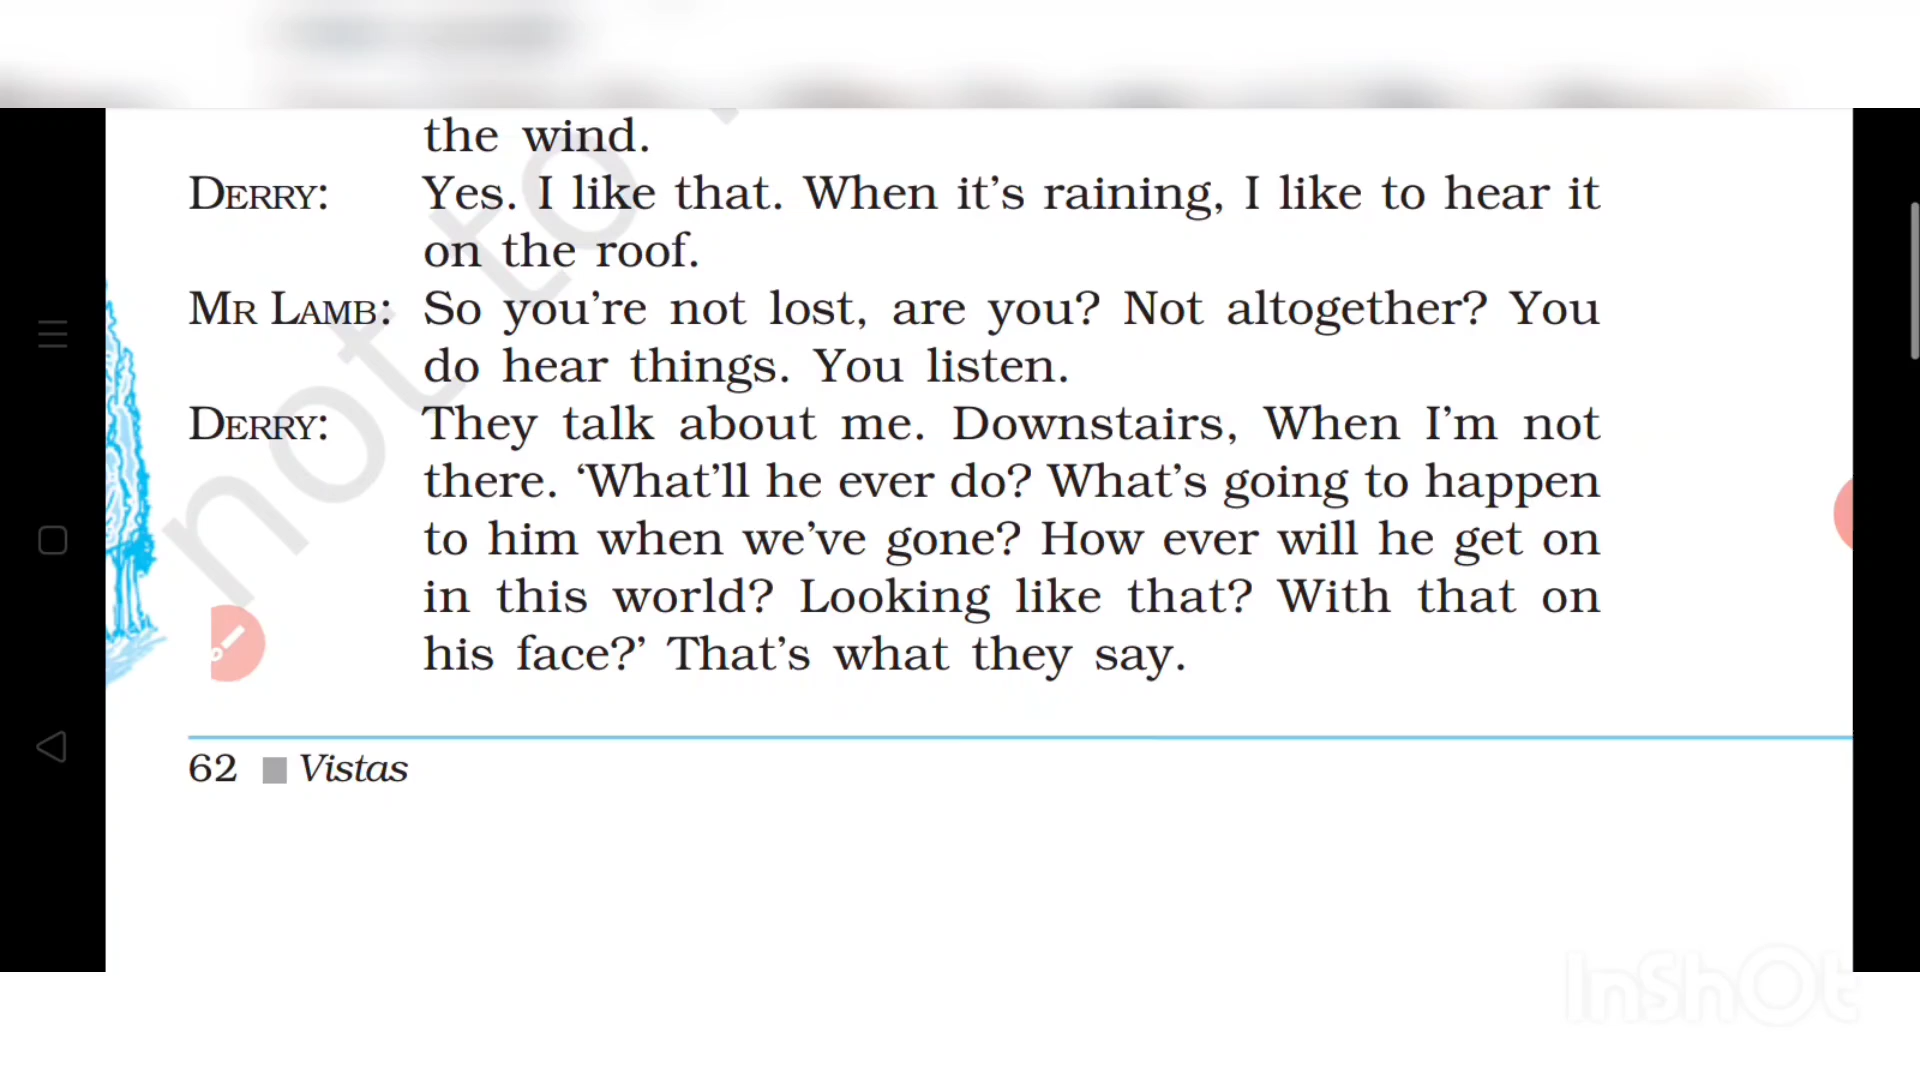 the wind.
DERRY: Yes. I like that. When it's raining, I like to hear it
on the roof.
MR LAMB: So you're not lost, are you? Not altogether? You
do hear things. You listen.
DERRY: They talk about me. Downstairs, When I'm not
there. ‘What'll he ever do? What's going to happen
to him when we've gone? How ever will he get on
in this world? Looking like that? With that on
his face?’ That's what they say.
62 ■ Vistas
not to
InShOt